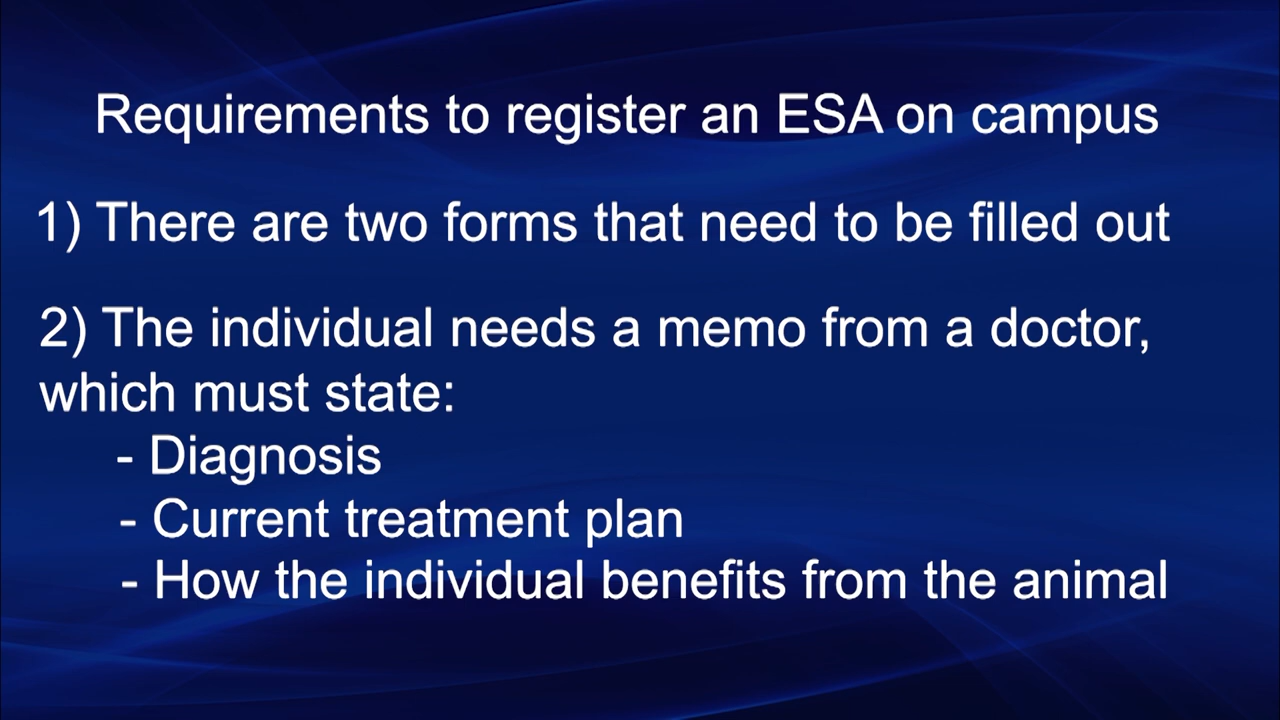 Requirements to register an ESA on campus
1) There are two forms that need to be filled out
2) The individual needs a memo from a doctor,
which must state:
- Diagnosis
- Current treatment plan
- How the individual benefits from the animal